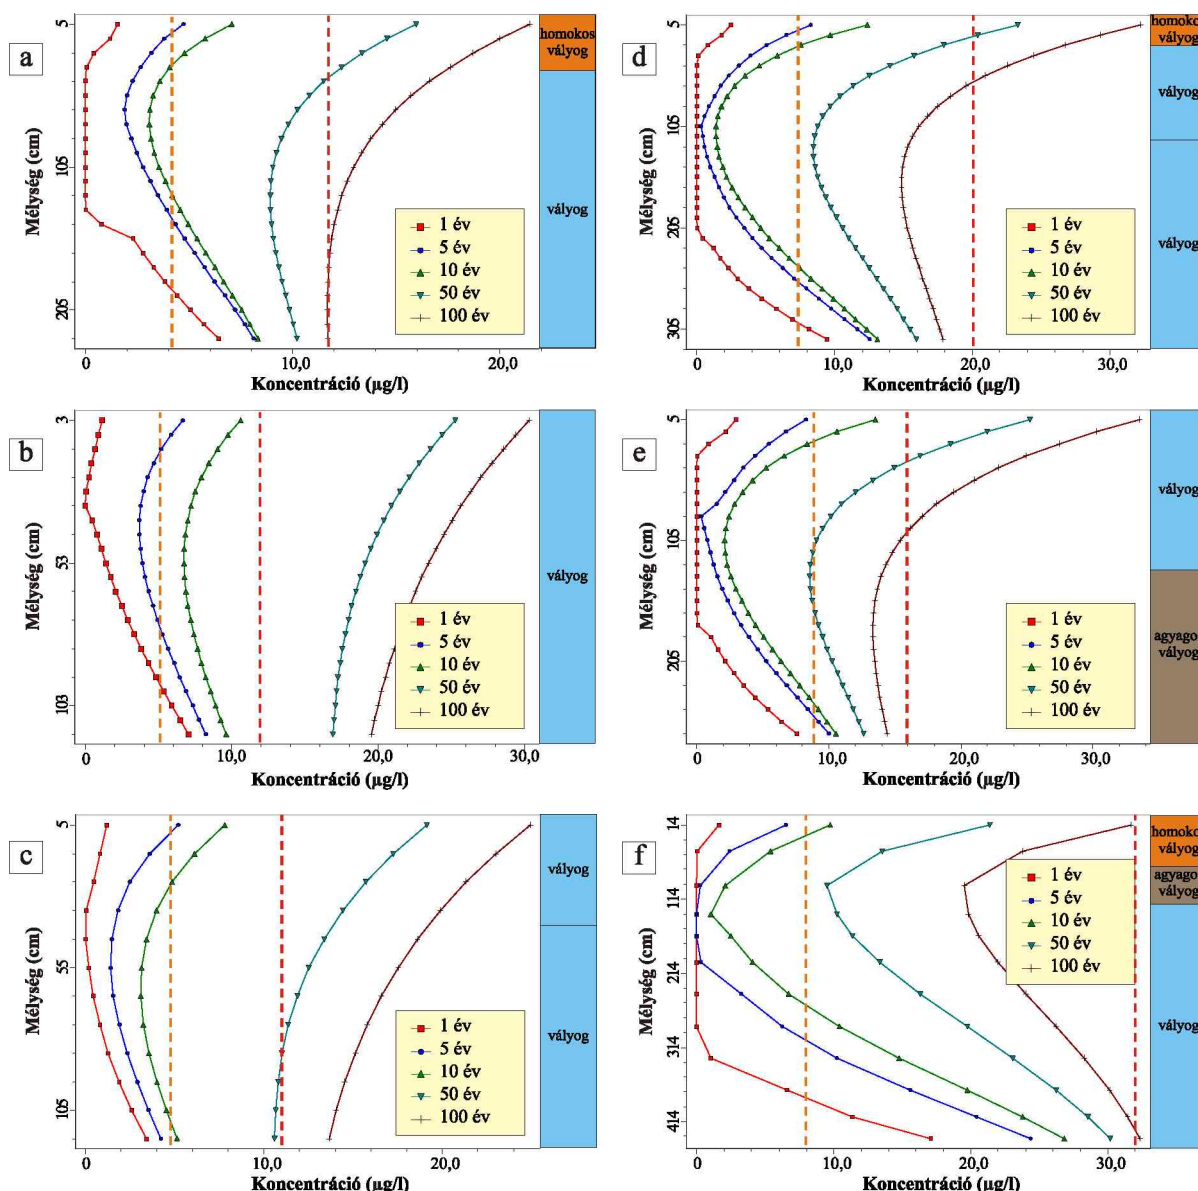 a
5
105
205
Mélység (cm)
0
10,0
20,0
Koncentráció (µg/l)
1 év
5 év
10 év
50 év
100 év
homokos
vályog
vályog
d
5
105
205
305
Mélység (cm)
0
10,0
20,0
30,0
Koncentráció (µg/l)
1 év
5 év
10 év
50 év
100 év
homoko
vályog
vályog
vályog
b
3
53
103
Mélység (cm)
0
10,0
20,0
30,0
Koncentráció (µg/l)
1 év
5 év
10 év
50 év
100 év
vályog
e
5
105
205
Mélység (cm)
0
10,0
20,0
30,0
Koncentráció (µg/l)
1 év
5 év
10 év
50 év
100 év
vályog
agyago
vályog
c
5
55
105
Mélység (cm)
0
10,0
20,0
Koncentráció (µg/l)
1 év
5 év
10 év
50 év
100 év
vályog
vályog
f
14
114
214
314
414
Mélység (cm)
0
10,0
20,0
30,0
Koncentráció (µg/l)
1 év
5 év
10 év
50 év
100 év
homoko
vályog
agyago
vályog
vályog